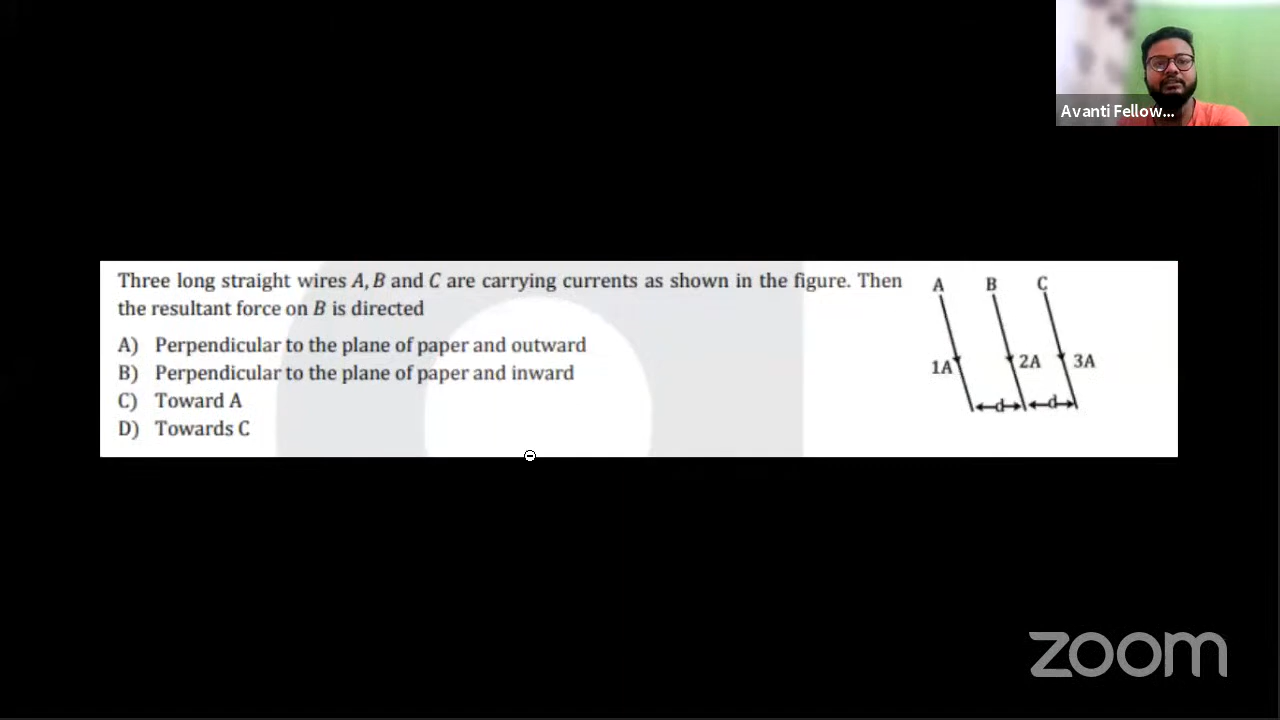 Avanti Fellow...
Three long straight wires A, B and C are carrying currents as shown in the figure. Then
the resultant force on B is directed
A) Perpendicular to the plane of paper and outward
B) Perpendicular to the plane of paper and inward
C) Toward A
D) Towards C
A B C
1A 2A 3A
d d
zoom